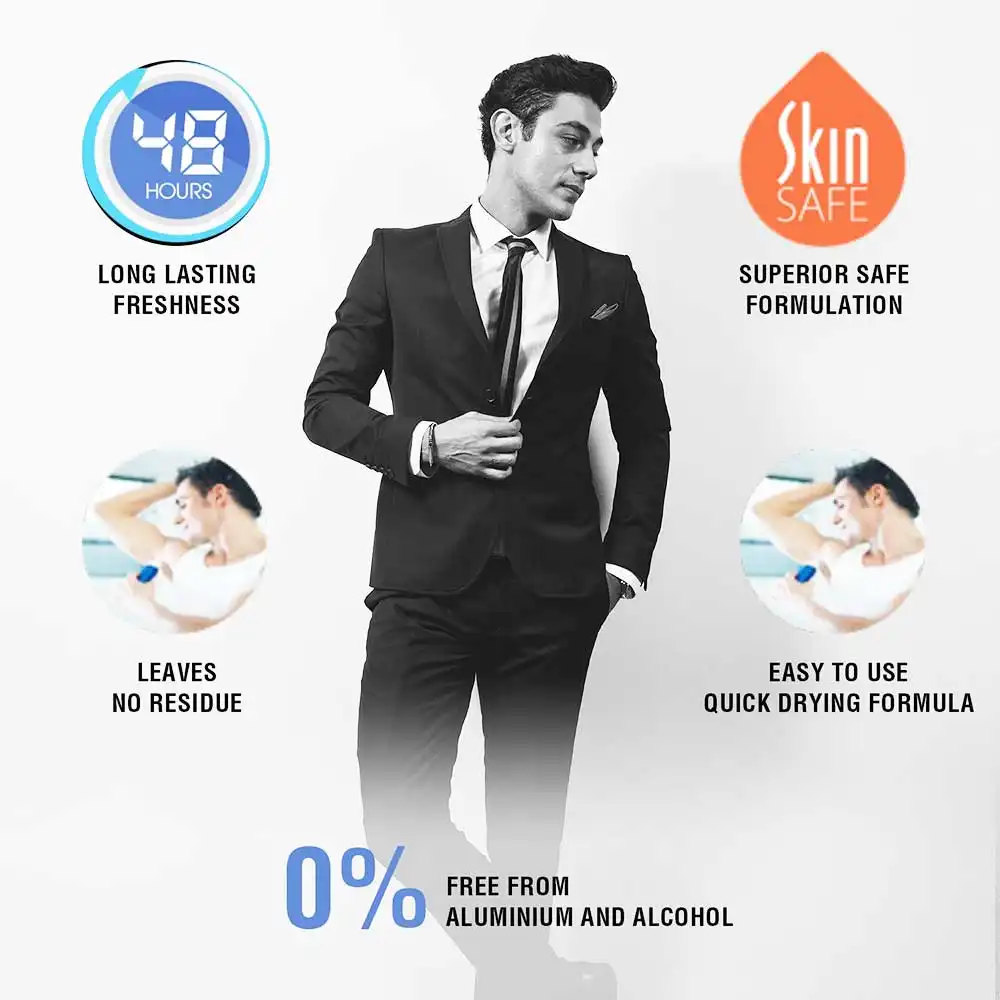 48
HOURS
LONG LASTING
FRESHNESS
Skin
SAFE
SUPERIOR SAFE
FORMULATION
LEAVES
NO RESIDUE
EASY TO USE
QUICK DRYING FORMULA
0%
FREE FROM
ALUMINIUM AND ALCOHOL